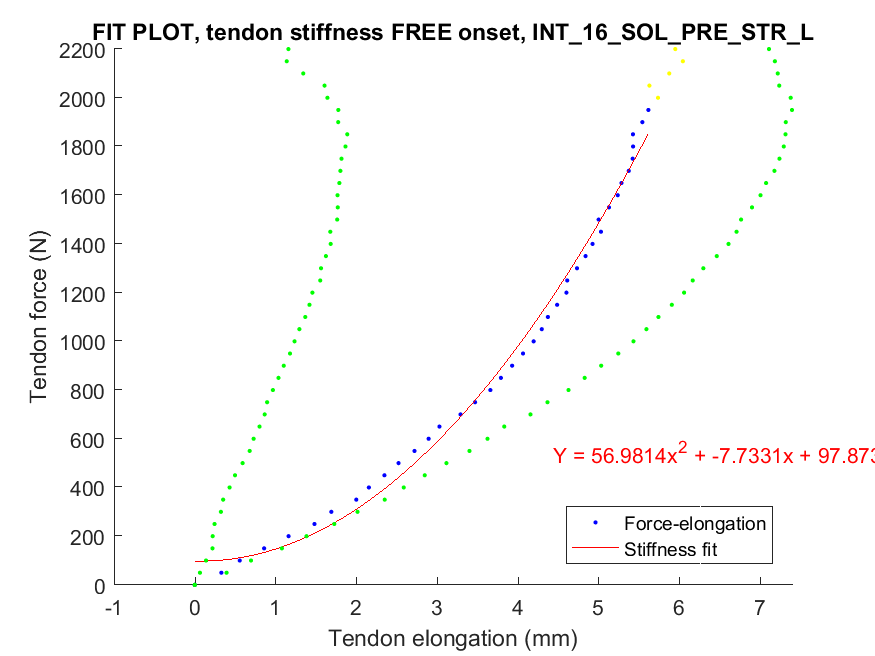 FIT PLOT, tendon stiffness FREE onset, INT_16_SOL_PRE_STR_L
2200
2000
1800
1600
1400
1200
1000
800
600
400
200
0
Tendon force (N)
Y = 56.9814x² + -7.7331x + 97.873
Force-elongation
Stiffness fit
-1 0 1 2 3 4 5 6 7
Tendon elongation (mm)